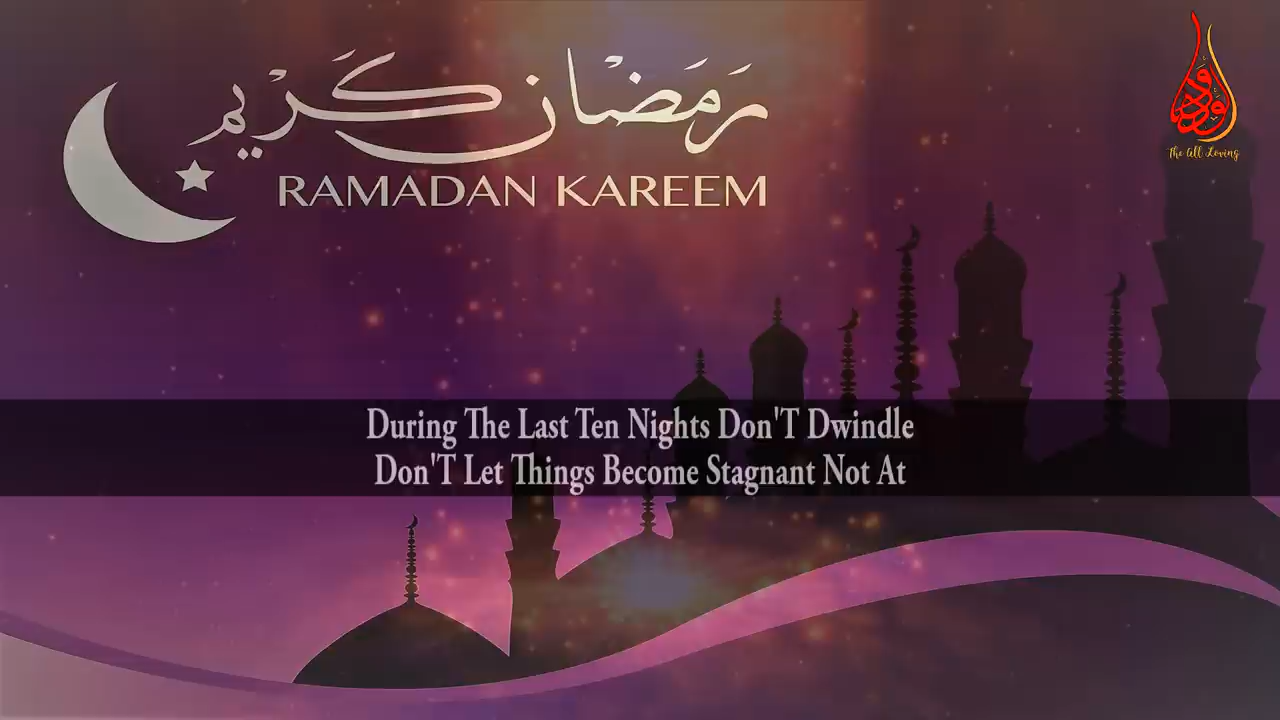 رمضان كريم
RAMADAN KAREEM
ودود
The All Loving
During The Last Ten Nights Don'T Dwindle
Don'T Let Things Become Stagnant Not At